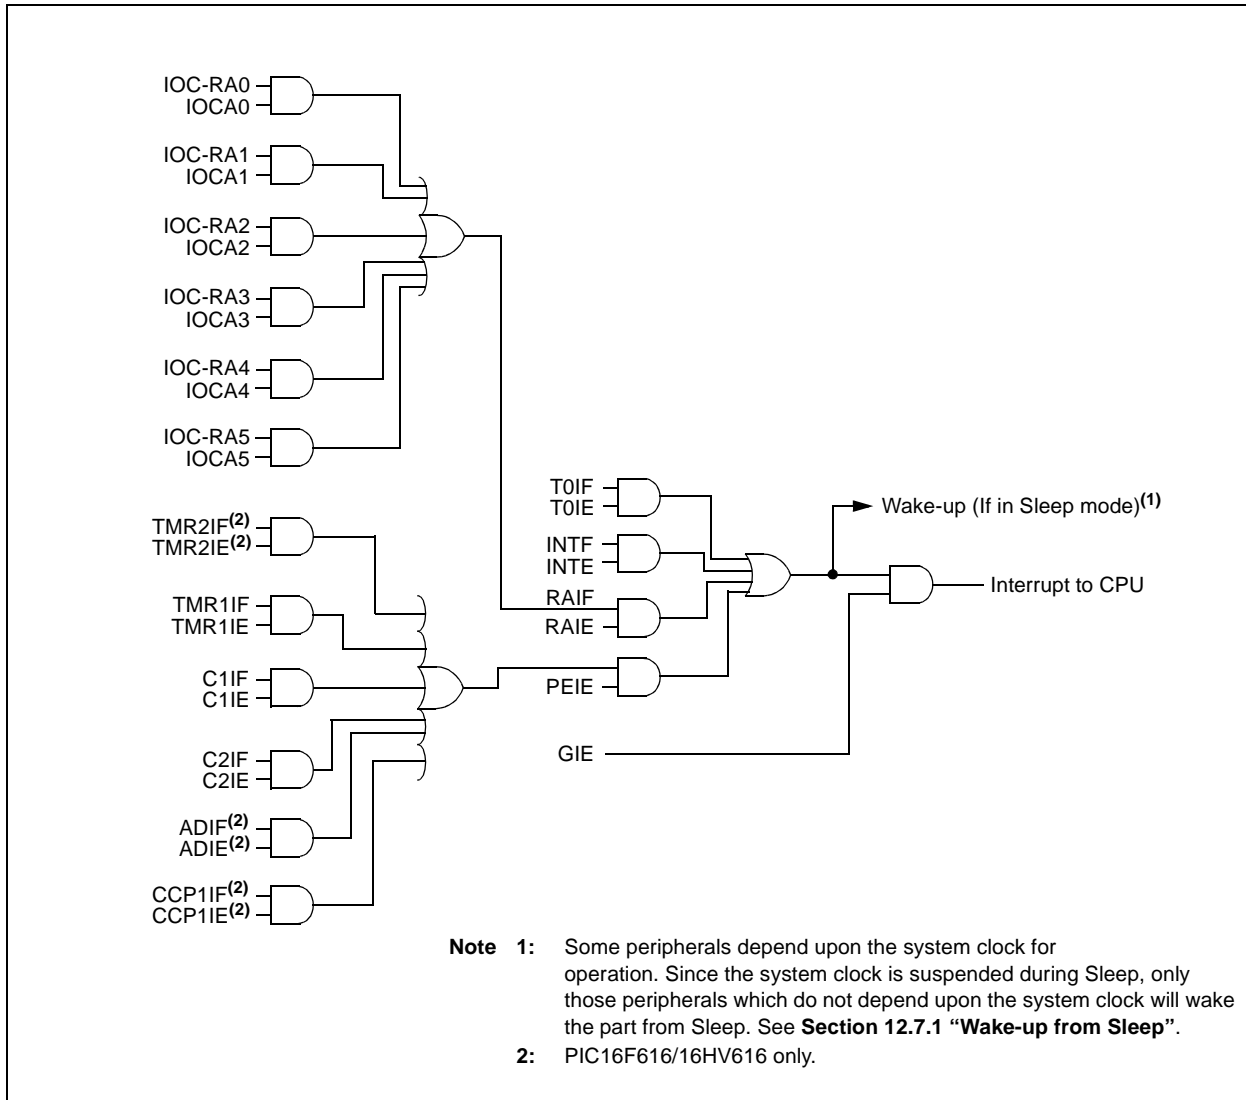 IOC-RA0
IOCA0
IOC-RA1
IOCA1
IOC-RA2
IOCA2
IOC-RA3
IOCA3
IOC-RA4
IOCA4
IOC-RA5
IOCA5
TMR2IF(2)
TMR2IE(2)
TMR1IF
TMR1IE
C1IF
C1IE
C2IF
C2IE
ADIF(2)
ADIE(2)
CCP1IF(2)
CCP1IE(2)
T0IF
T0IE
INTF
INTE
RAIF
RAIE
PEIE
GIE
Wake-up (If in Sleep mode)(1)
Interrupt to CPU
Note 1: Some peripherals depend upon the system clock for
operation. Since the system clock is suspended during Sleep, only
those peripherals which do not depend upon the system clock will wake
the part from Sleep. See Section 12.7.1 “Wake-up from Sleep”.
2: PIC16F616/16HV616 only.